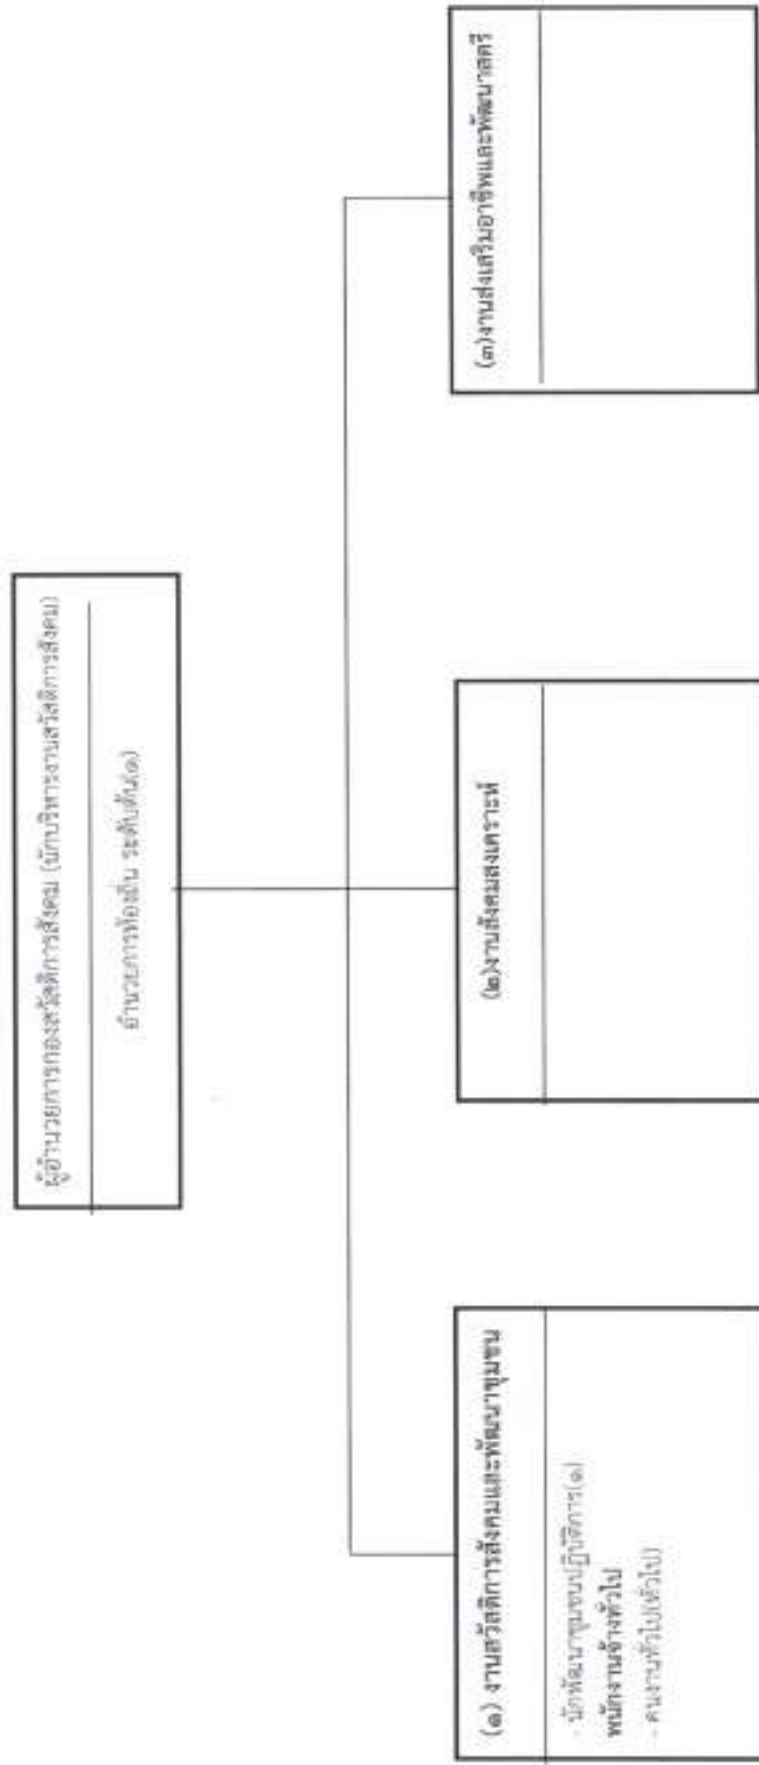 ผู้อำนวยการกองสวัสดิการสังคม (นักบริหารงานสวัสดิการสังคม)
อำนวยการท้องถิ่น ระดับต้น(๑)
(๑) งานสวัสดิการสังคมและพัฒนาชุมชน
- นักพัฒนาชุมชนปฏิบัติการ(๑)
พนักงานจ้างทั่วไป
- คนงานทั่วไป(ทั่วไป)
(๒)งานสังคมสงเคราะห์
(๓)งานส่งเสริมอาชีพและพัฒนาสตรี